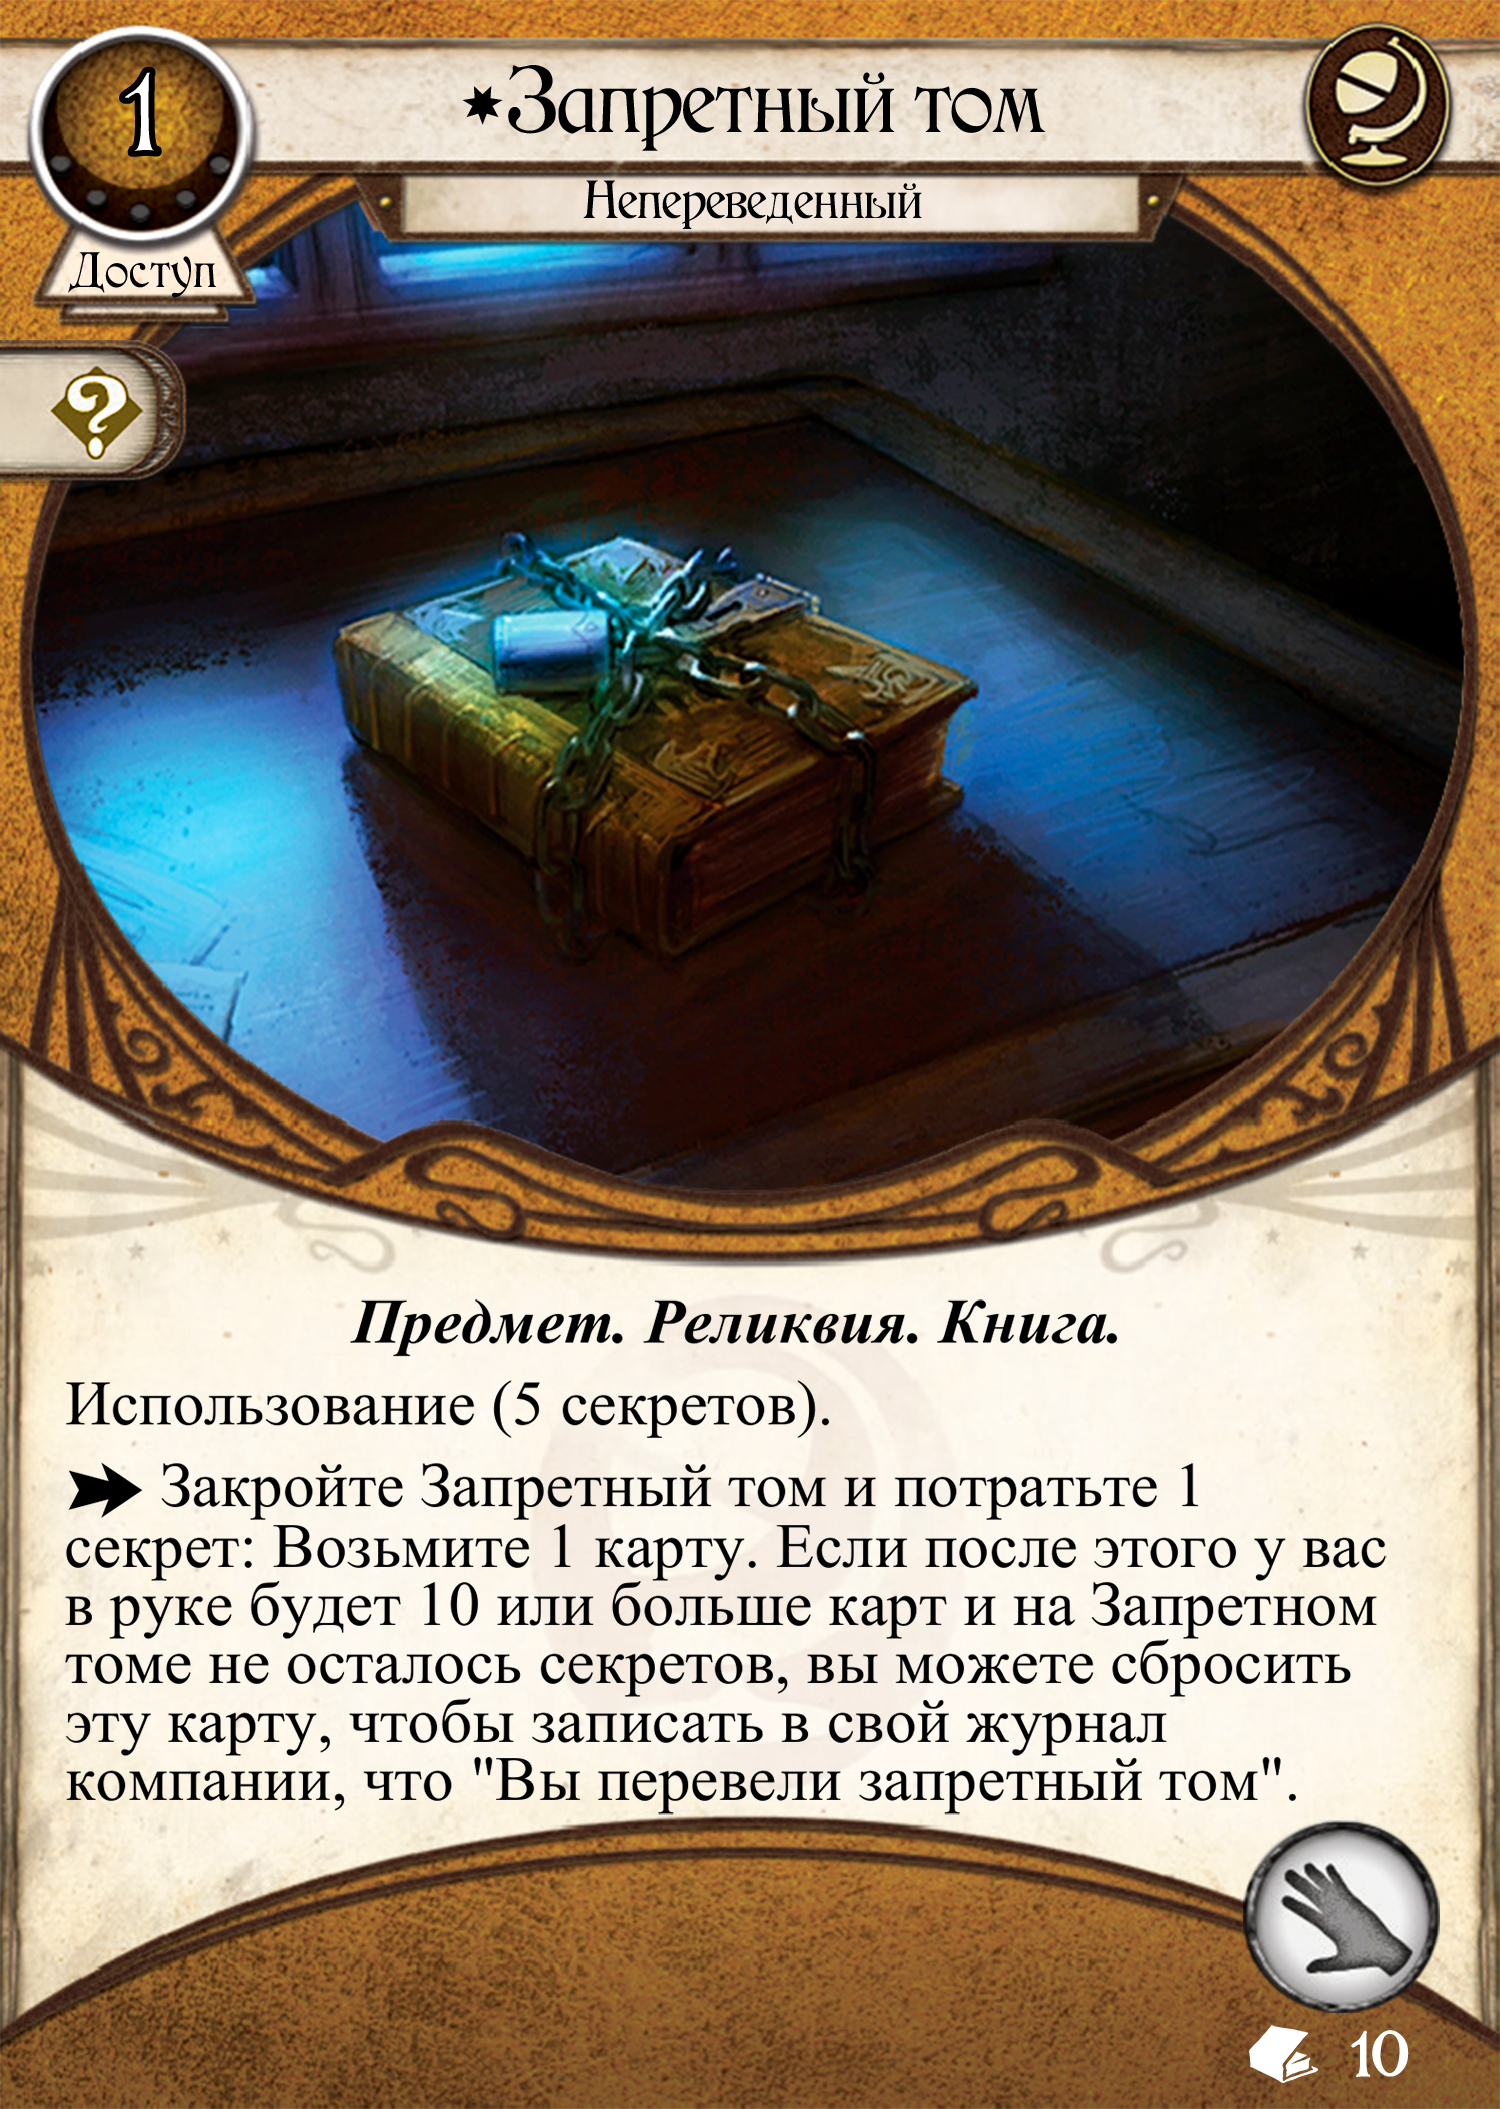 1
Запретный том
Непереведенный
Доступ
?
Предмет. Реликвия. Книга.
Использование (5 секретов).
Закройте Запретный том и потратьте 1
секрет: Возьмите 1 карту. Если после этого у вас
в руке будет 10 или больше карт и на Запретном
томе не осталось секретов, вы можете сбросить
эту карту, чтобы записать в свой журнал
компании, что "Вы перевели запретный том".
10